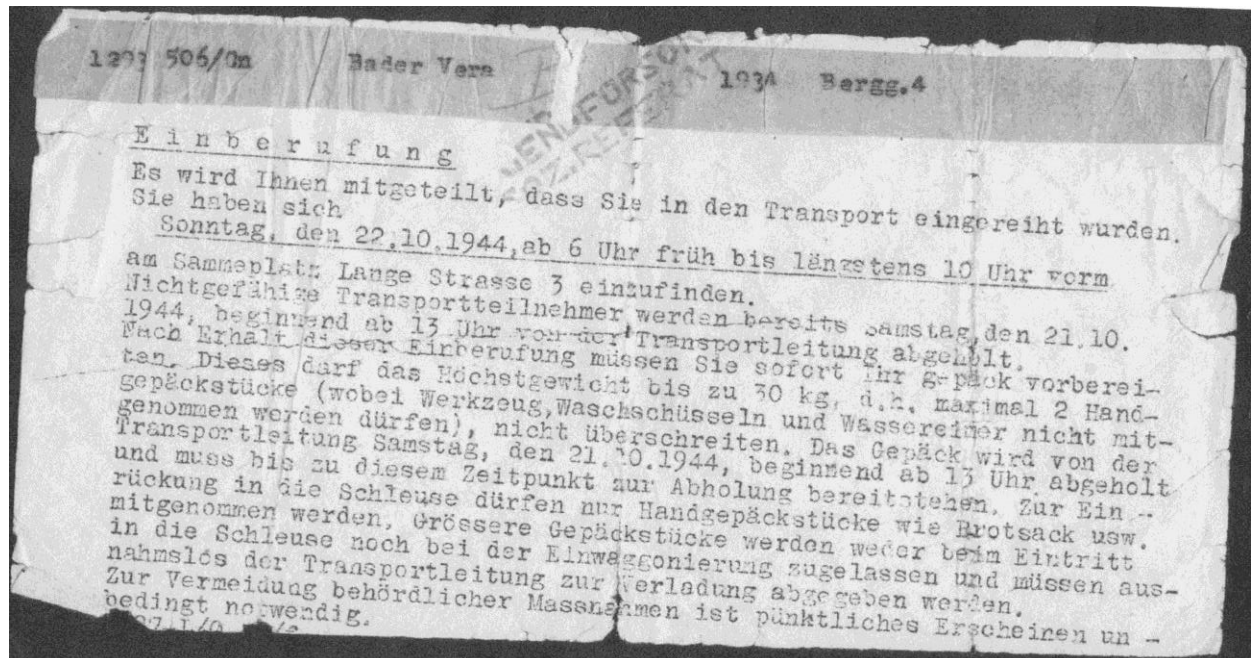 1293 506/On Bader Vera 1934 Bergg.4
JENDFÜRSOR
SOZ.REFERAT
Einberufung
Es wird Ihnen mitgeteilt, dass Sie in den Transport eingereiht wurden.
Sie haben sich
Sonntag, den 22.10.1944,ab 6 Uhr früh bis längstens 10 Uhr vorm
am Sammeplatz Lange Strasse 3 einzufinden.
Nichtgefähige Transportteilnehmer werden bereits Samstag,den 21.10.
1944, beginnend ab 13 Uhr von der Transportleitung abgeholt.
Nach Erhalt dieser Einberufung müssen Sie sofort Ihr gepäck vorberei-
ten. Dieses darf das Höchstgewicht bis zu 30 kg, d.h. maximal 2 Hand-
gepäckstücke (wobei Werkzeug,Waschschüsseln und Wassereimer nicht mit-
genommen werden dürfen), nicht überschreiten. Das Gepäck wird von der
Transportleitung Samstag, den 21.10.1944, beginnend ab 13 Uhr abgeholt
und muss bis zu diesem Zeitpunkt zur Abholung bereitstehen. Zur Ein -
rückung in die Schleuse dürfen nur Handgepäckstücke wie Brotsack usw.
mitgenommen werden. Grössere Gepäckstücke werden weder beim Eintritt
in die Schleuse noch bei der Einwaggonierung zugelassen und müssen aus-
nahmslos der Transportleitung zur Verladung abgegeben werden.
Zur Vermeidung behördlicher Massnahmen ist pünktliches Erscheinen un -
bedingt notwendig.